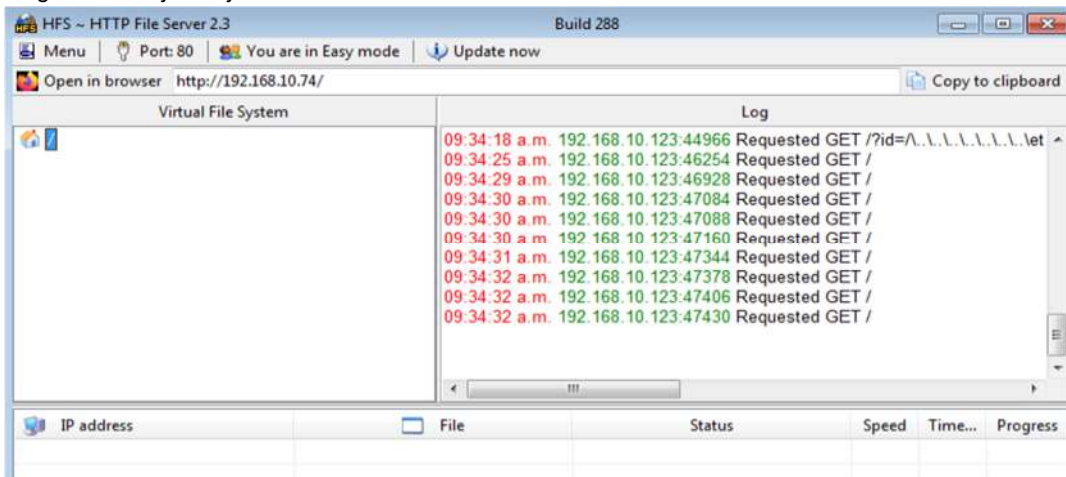 HFS ~ HTTP File Server 2.3 Build 288
Menu Port: 80 You are in Easy mode Update now
Open in browser http://192.168.10.74/ Copy to clipboard
Virtual File System Log
/
09:34:18 a.m. 192.168.10.123:44966 Requested GET /?id=/\..\..\..\..\..\..\..\et
09:34:25 a.m. 192.168.10.123:46254 Requested GET /
09:34:29 a.m. 192.168.10.123:46928 Requested GET /
09:34:30 a.m. 192.168.10.123:47084 Requested GET /
09:34:30 a.m. 192.168.10.123:47088 Requested GET /
09:34:30 a.m. 192.168.10.123:47160 Requested GET /
09:34:31 a.m. 192.168.10.123:47344 Requested GET /
09:34:32 a.m. 192.168.10.123:47378 Requested GET /
09:34:32 a.m. 192.168.10.123:47406 Requested GET /
09:34:32 a.m. 192.168.10.123:47430 Requested GET /
IP address File Status Speed Time... Progress